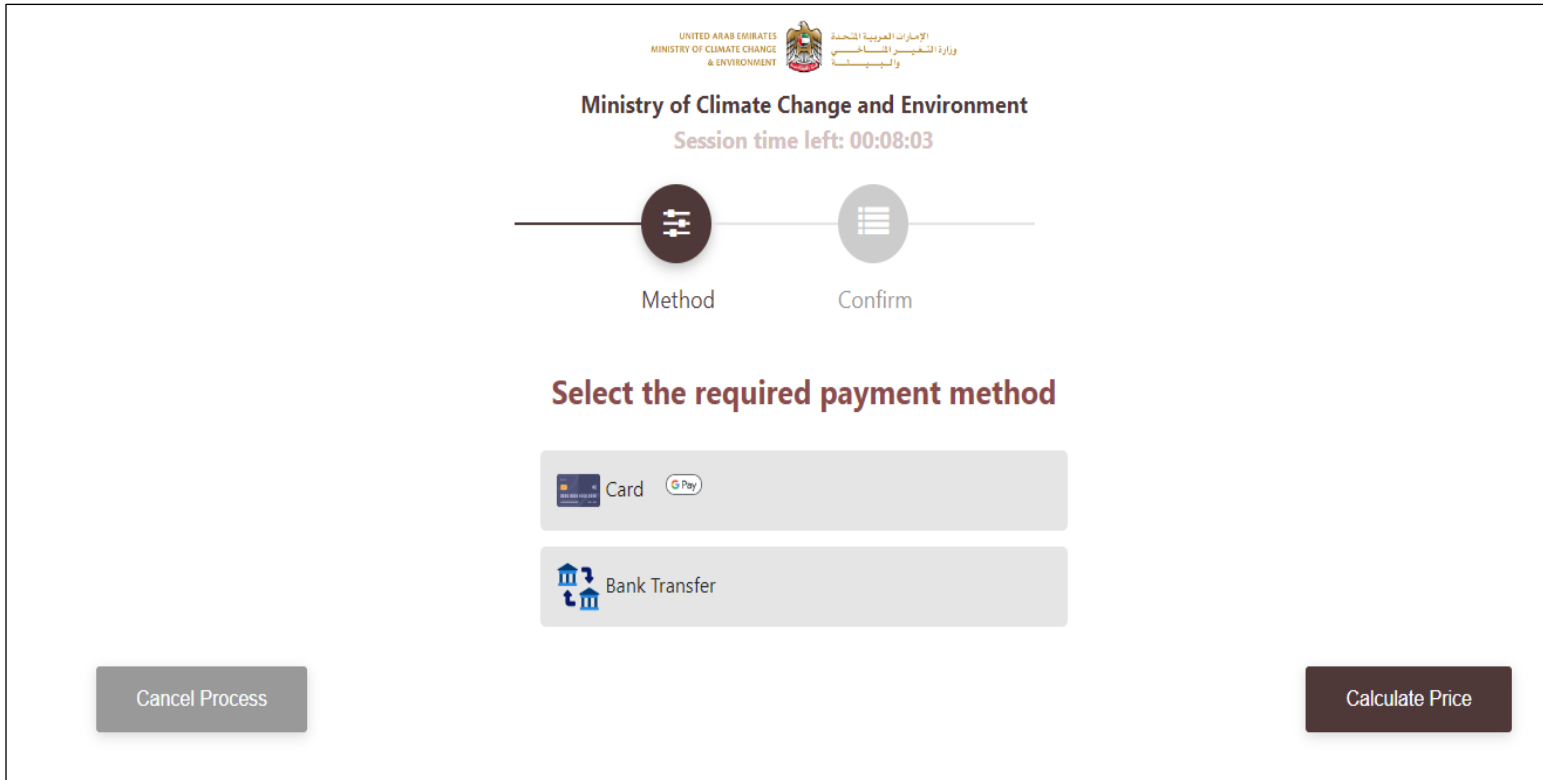 UNITED ARAB EMIRATES
MINISTRY OF CLIMATE CHANGE
& ENVIRONMENT
الإمارات العربية المتحدة
وزارة التغيير المناخي
والبيئة
Ministry of Climate Change and Environment
Session time left: 00:08:03
Method
Confirm
Select the required payment method
Card
G Pay
Bank Transfer
Cancel Process
Calculate Price